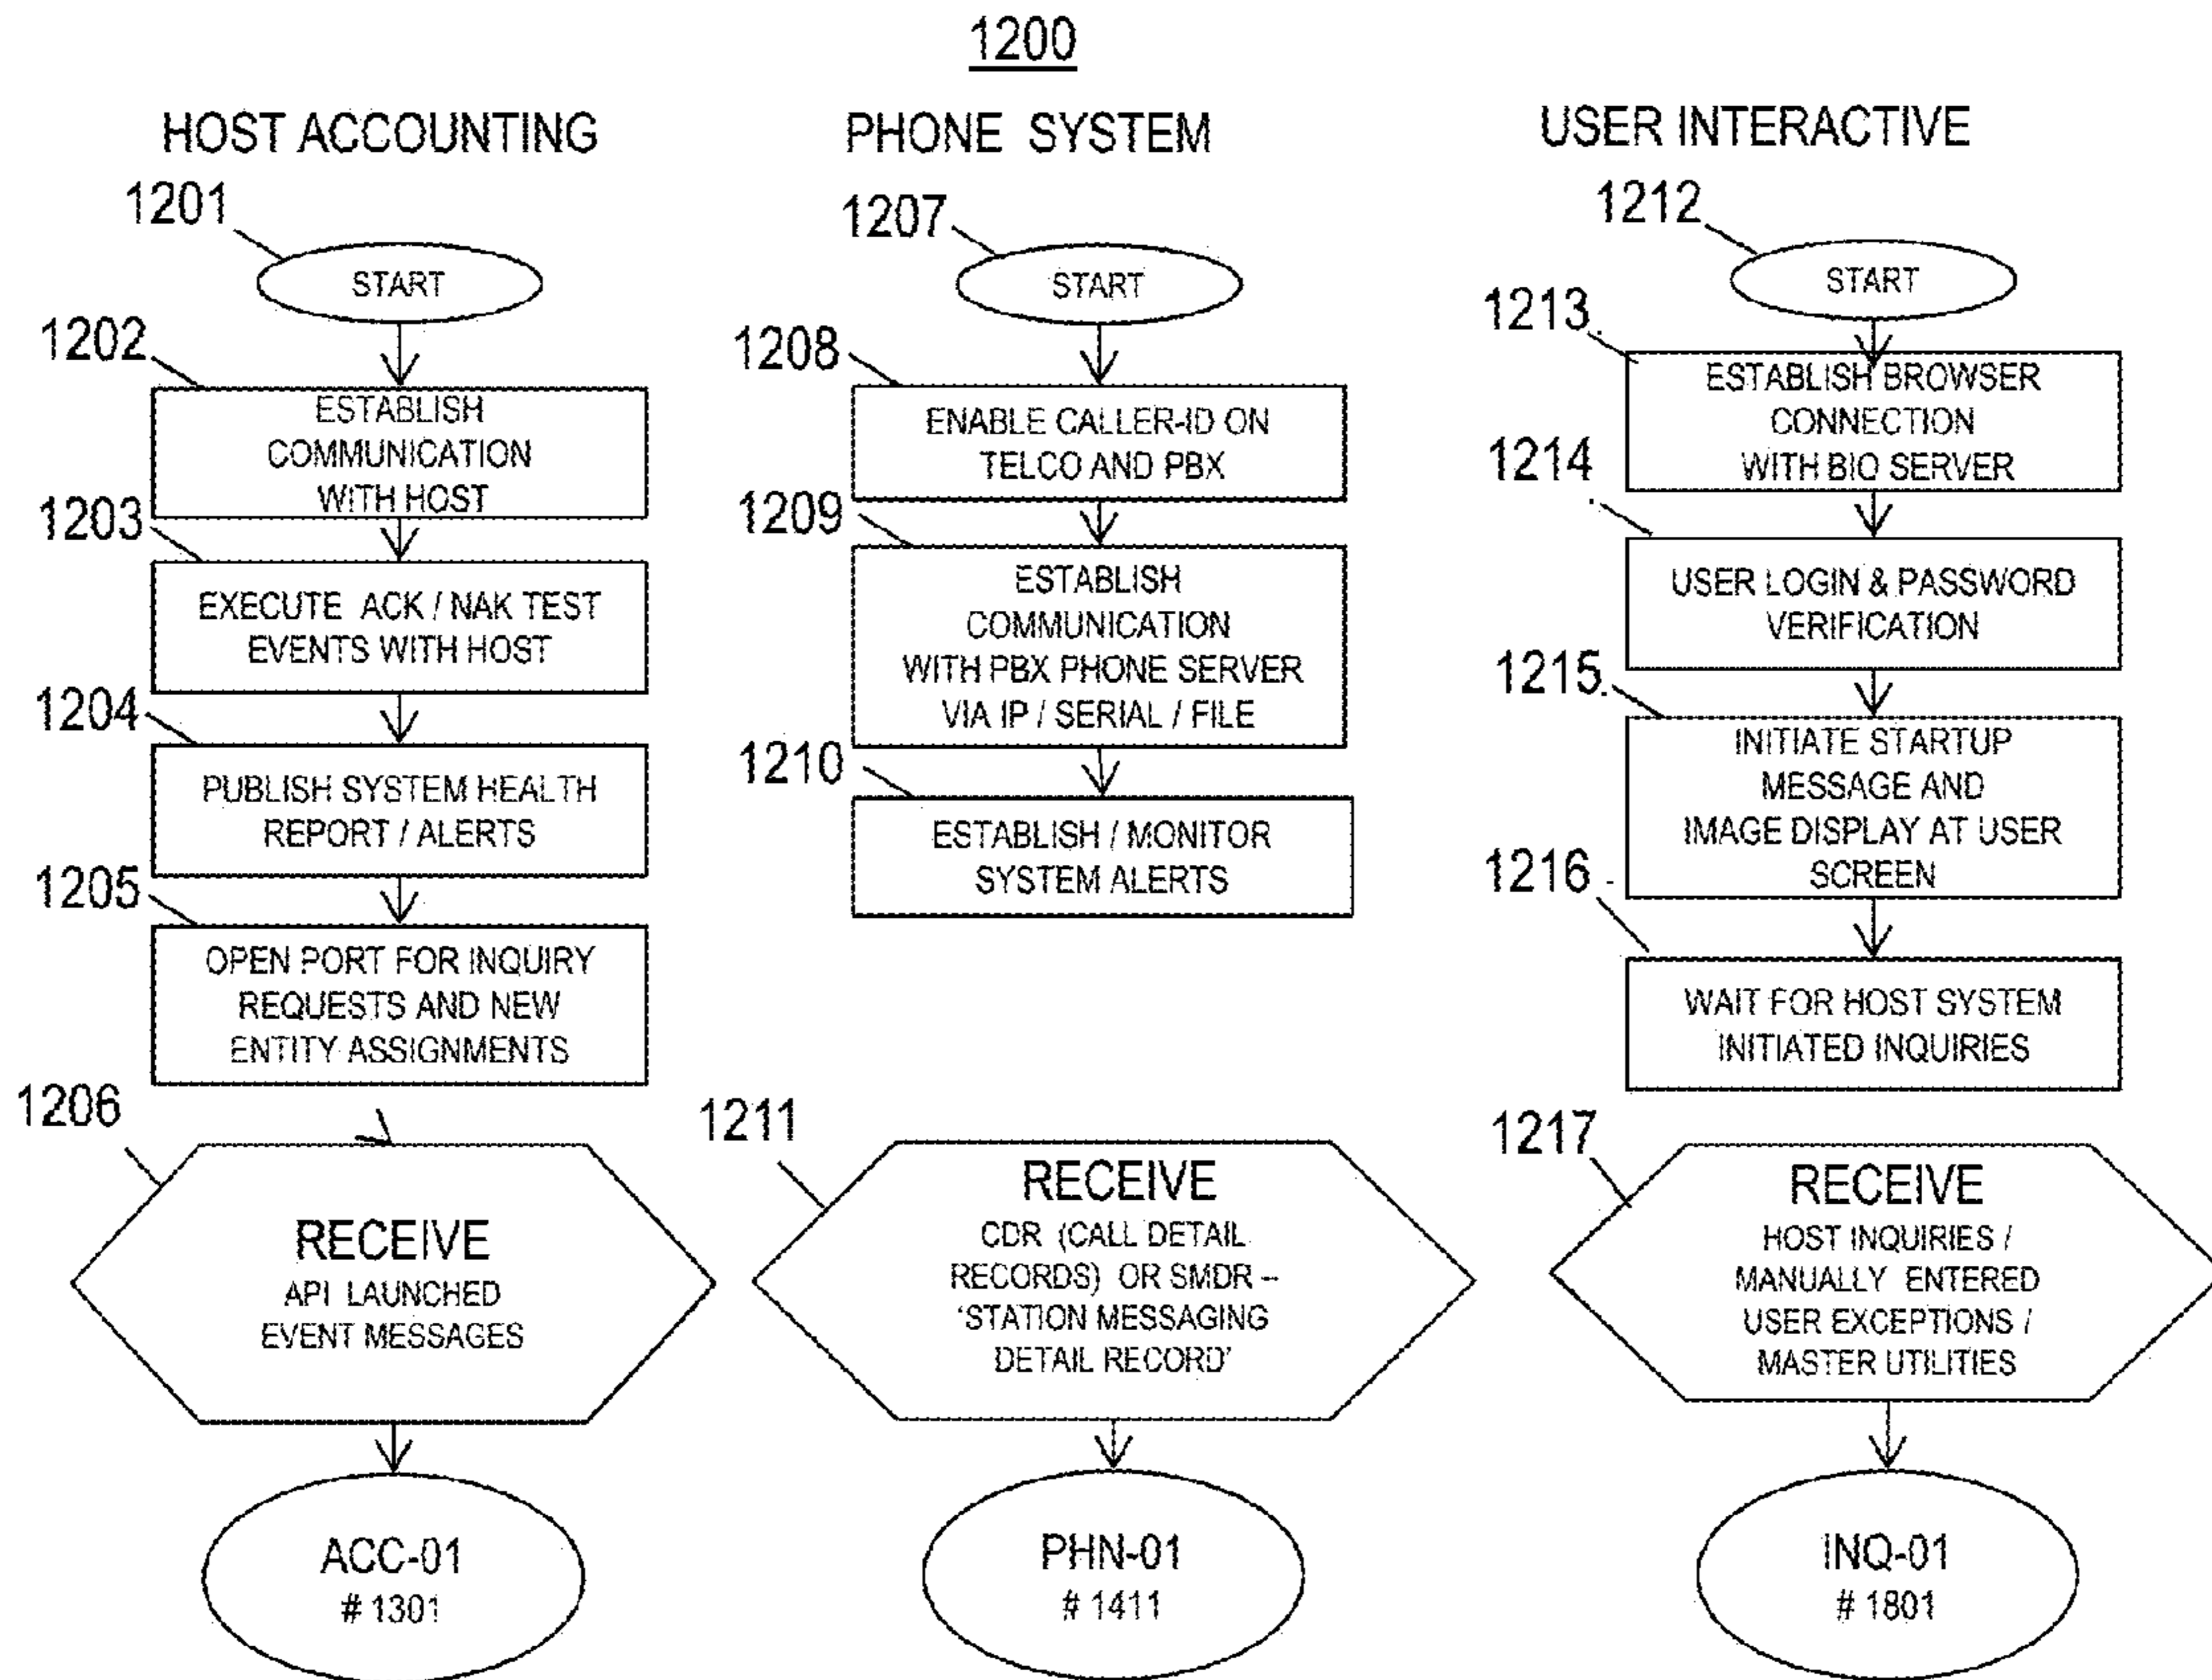 1200
HOST ACCOUNTING
1201
START
1202
ESTABLISH
COMMUNICATION
WITH HOST
1203
EXECUTE ACK / NAK TEST
EVENTS WITH HOST
1204
PUBLISH SYSTEM HEALTH
REPORT / ALERTS
1205
OPEN PORT FOR INQUIRY
REQUESTS AND NEW
ENTITY ASSIGNMENTS
1206
RECEIVE
API LAUNCHED
EVENT MESSAGES
ACC-01
# 1301
PHONE SYSTEM
1207
START
1208
ENABLE CALLER-ID ON
TELCO AND PBX
1209
ESTABLISH
COMMUNICATION
WITH PBX PHONE SERVER
VIA IP / SERIAL / FILE
1210
ESTABLISH / MONITOR
SYSTEM ALERTS
1211
RECEIVE
CDR (CALL DETAIL
RECORDS) OR SMDR –
‘STATION MESSAGING
DETAIL RECORD’
PHN-01
# 1411
USER INTERACTIVE
1212
START
1213
ESTABLISH BROWSER
CONNECTION
WITH BIO SERVER
1214
USER LOGIN & PASSWORD
VERIFICATION
1215
INITIATE STARTUP
MESSAGE AND
IMAGE DISPLAY AT USER
SCREEN
1216
WAIT FOR HOST SYSTEM
INITIATED INQUIRIES
1217
RECEIVE
HOST INQUIRIES /
MANUALLY ENTERED
USER EXCEPTIONS /
MASTER UTILITIES
INQ-01
# 1801